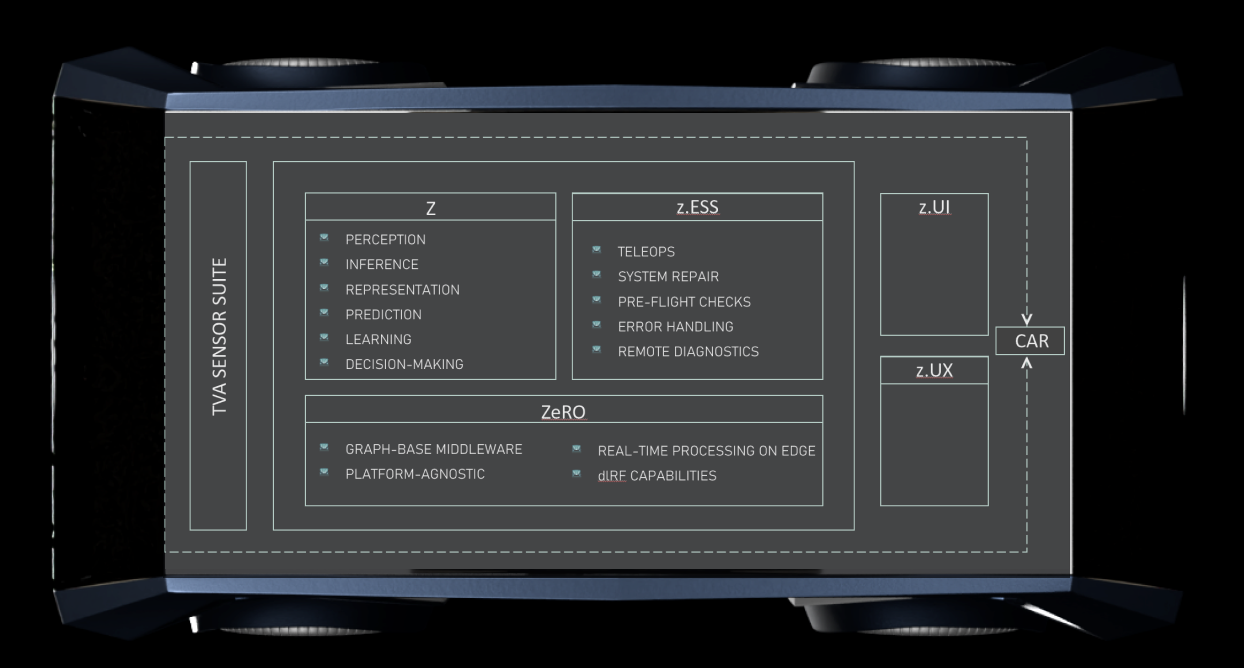 TVA SENSOR SUITE
Z
PERCEPTION
INFERENCE
REPRESENTATION
PREDICTION
LEARNING
DECISION-MAKING
z.ESS
TELEOPS
SYSTEM REPAIR
PRE-FLIGHT CHECKS
ERROR HANDLING
REMOTE DIAGNOSTICS
ZeRO
GRAPH-BASE MIDDLEWARE
PLATFORM-AGNOSTIC
REAL-TIME PROCESSING ON EDGE
dlRF CAPABILITIES
z.UI
z.UX
CAR